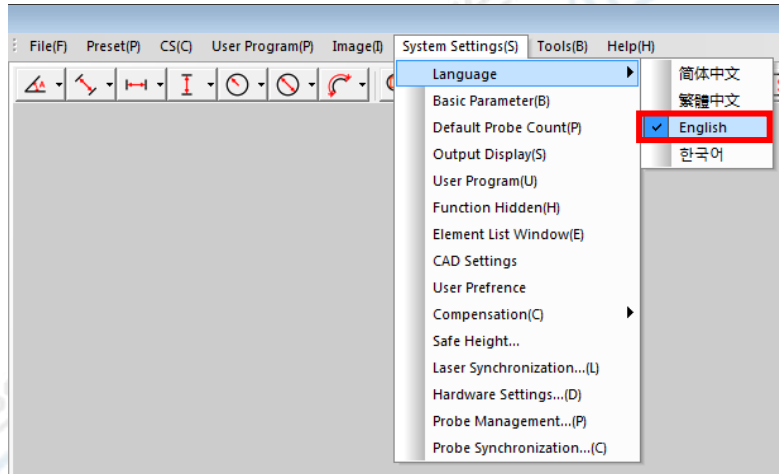 File(F) Preset(P) CS(C) User Program(P) Image(I) System Settings(S) Tools(B) Help(H)
Language
Basic Parameter(B)
Default Probe Count(P)
Output Display(S)
User Program(U)
Function Hidden(H)
Element List Window(E)
CAD Settings
User Prefrence
Compensation(C)
Safe Height...
Laser Synchronization...(L)
Hardware Settings...(D)
Probe Management...(P)
Probe Synchronization...(C)
简体中文
繁體中文
English
한국어